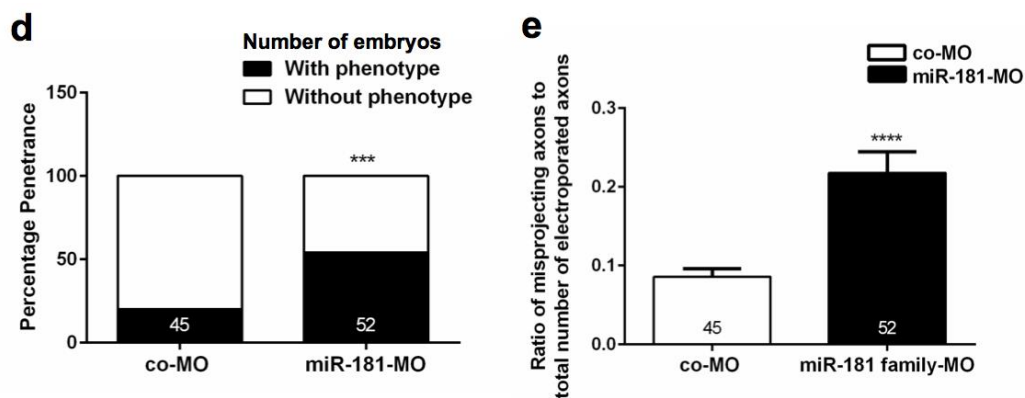 d
Number of embryos
With phenotype
Without phenotype
Percentage Penetrance
150
100
50
0
***
45
52
co-MO
miR-181-MO
e
co-MO
miR-181-MO
Ratio of misprojecting axons to
total number of electroporated axons
0.3
0.2
0.1
0.0
****
45
52
co-MO
miR-181 family-MO